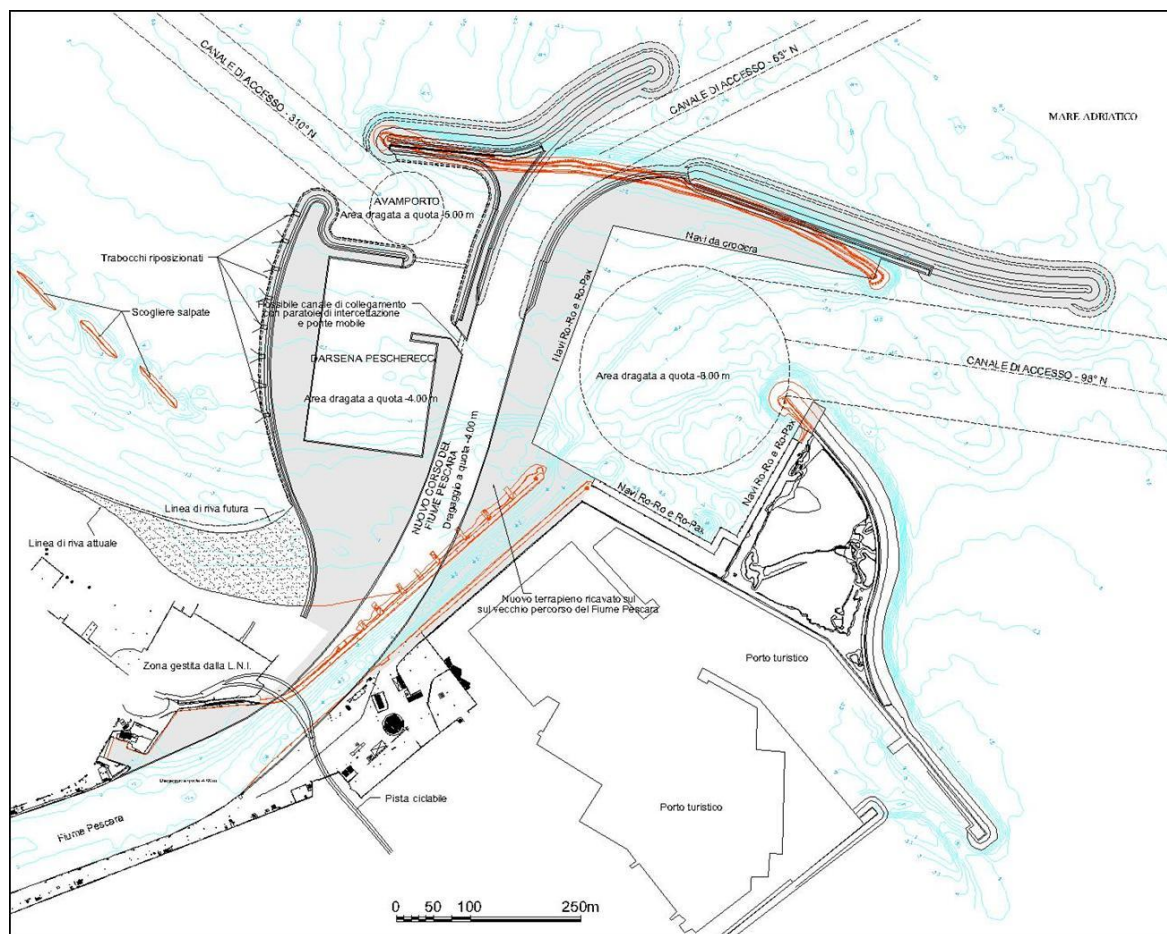 CANALE DI ACCESSO - 310° N
CANALE DI ACCESSO - 63° N
MARE ADRIATICO
AVAMPORTO
Area dragata a quota -5.00 m
Trabocchi riposizionati
Navi da crociera
Scogliere salpate
Possibile canale di collegamento
con paratoie di intercettazione
e ponte mobile
Navi Ro-Ro e Ro-Pax
DARSENA PESCHERECCI
CANALE DI ACCESSO - 98° N
Area dragata a quota -4.00 m
Area dragata a quota -8.00 m
NUOVO CORSO DEL
FIUME PESCARA
Dragaggio a quota -4.00 m
Navi Ro-Ro e Ro-Pax
Navi Ro-Ro e Ro-Pax
Linea di riva futura
Linea di riva attuale
Nuovo terrapieno ricavato sul
sul vecchio percorso del Fiume Pescara
Zona gestita dalla L.N.I.
Porto turistico
Pista ciclabile
Porto turistico
Fiume Pescara
0 50 100 250m